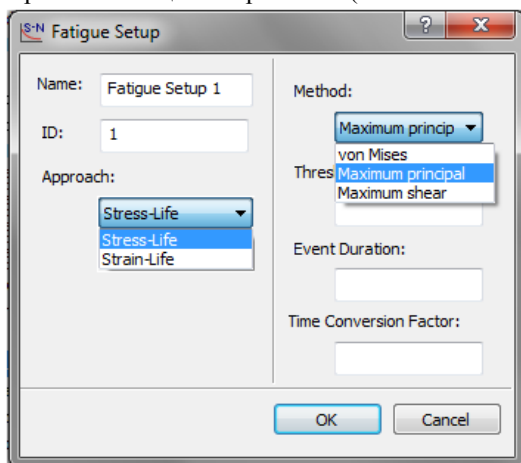 S-N Fatigue Setup
Name: Fatigue Setup 1
ID: 1
Approach:
Stress-Life
Stress-Life
Strain-Life
Method:
Maximum princip
von Mises
Maximum principal
Maximum shear
Thres
Event Duration:
Time Conversion Factor:
OK Cancel